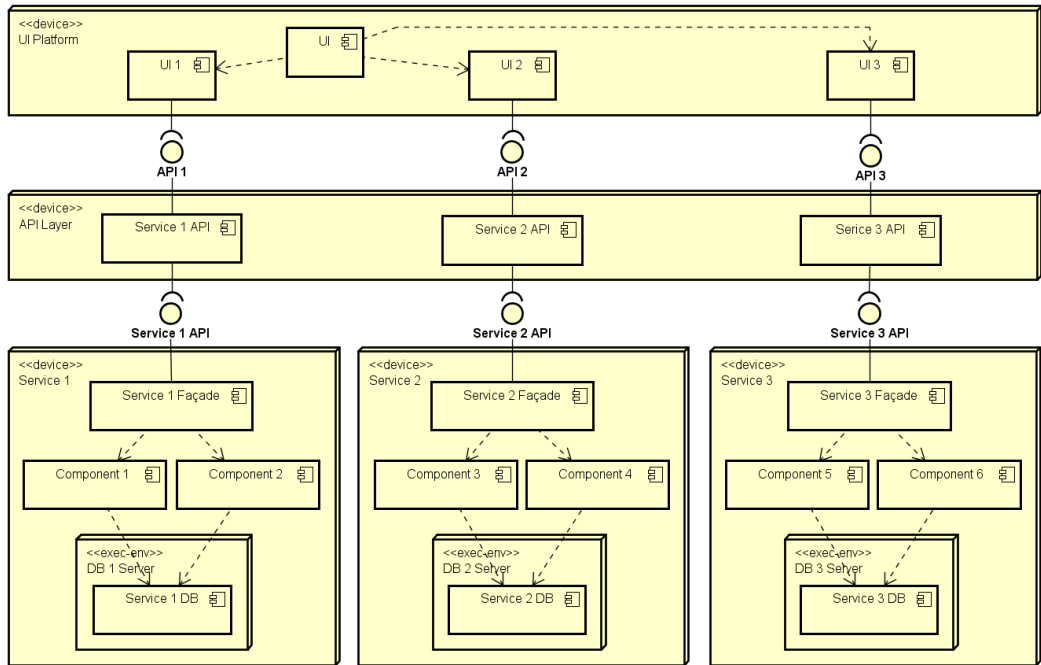 <<device>>
UI Platform
UI
UI 1
UI 2
UI 3
API 1
API 2
API 3
<<device>>
API Layer
Service 1 API
Service 2 API
Serice 3 API
Service 1 API
Service 2 API
Service 3 API
<<device>>
Service 1
<<device>>
Service 2
<<device>>
Service 3
Service 1 Façade
Service 2 Façade
Service 3 Façade
Component 1
Component 2
Component 3
Component 4
Component 5
Component 6
<<exec-env>>
DB 1 Server
<<exec-env>>
DB 2 Server
<<exec-env>>
DB 3 Server
Service 1 DB
Service 2 DB
Service 3 DB